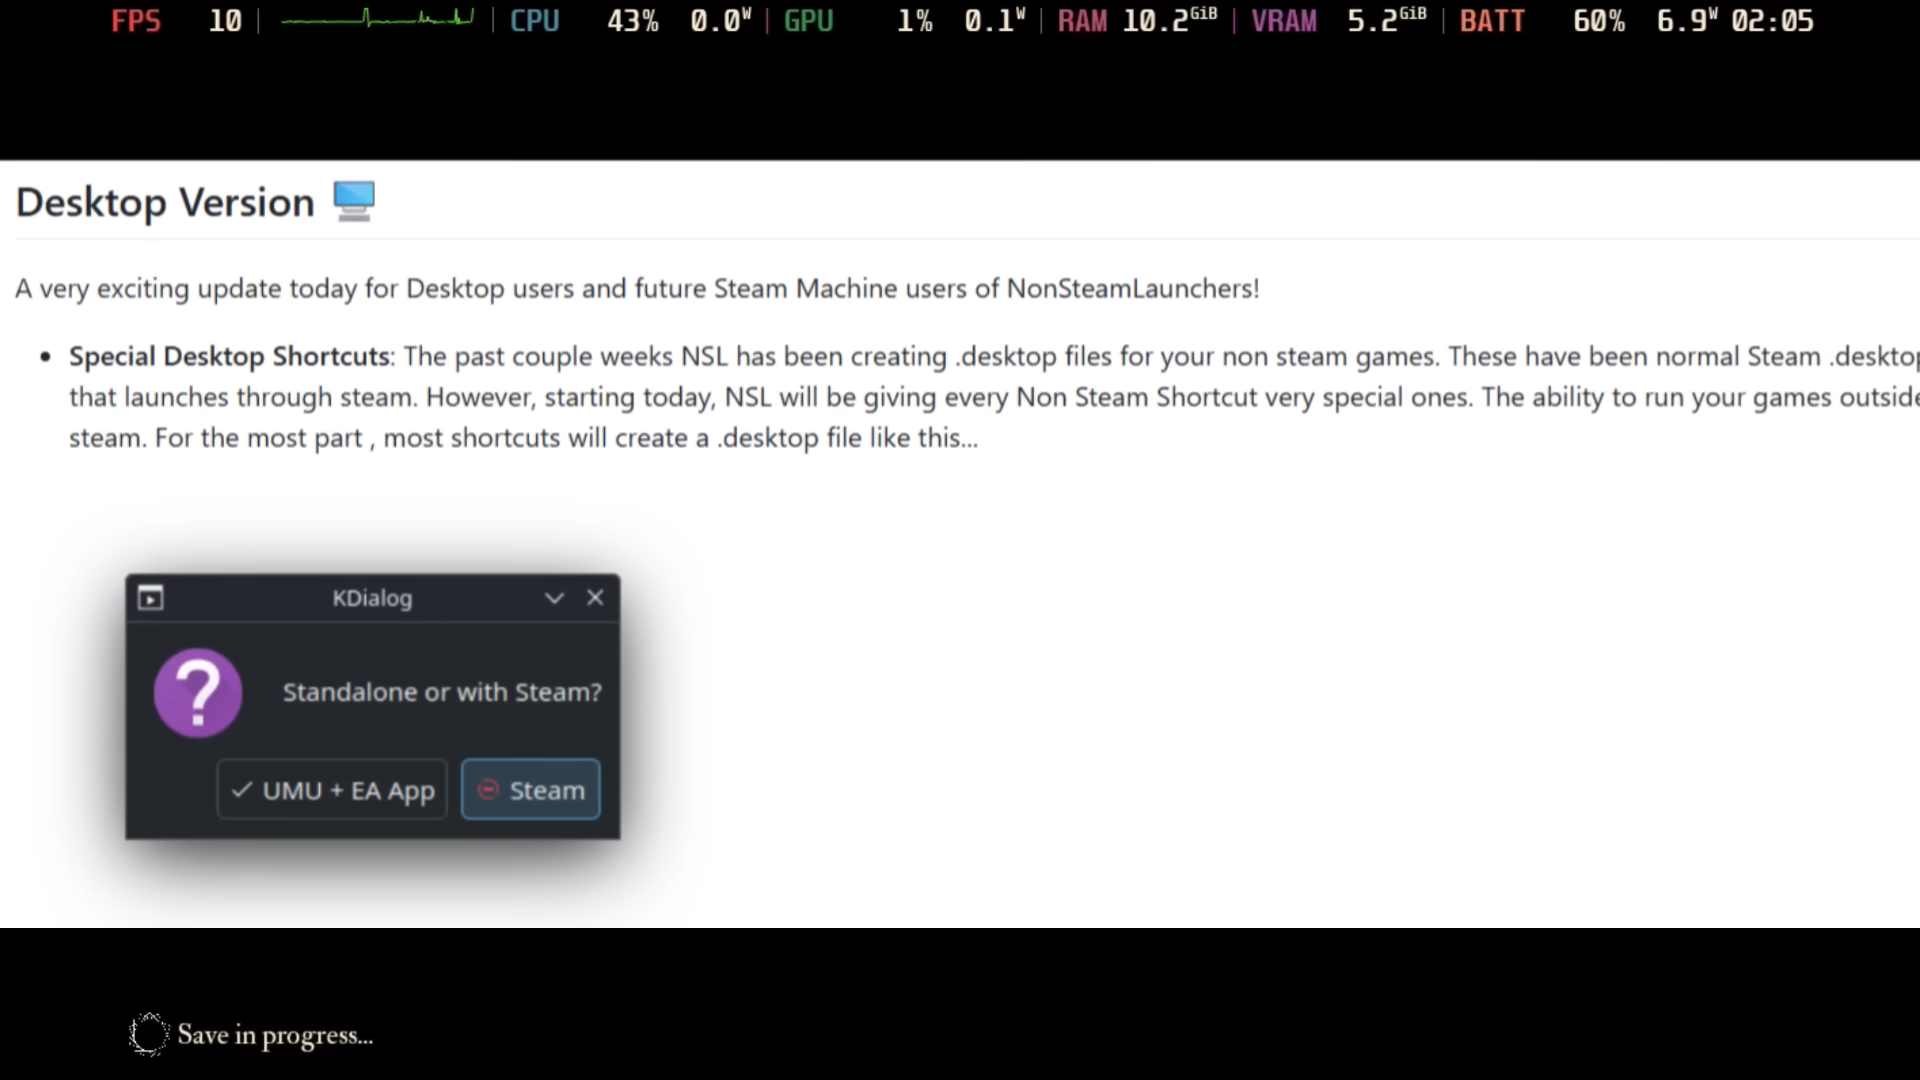 FPS 10 CPU 43% 0.0W GPU 1% 0.1W RAM 10.2GiB VRAM 5.2GiB BATT 60% 6.9W 02:05
Desktop Version
A very exciting update today for Desktop users and future Steam Machine users of NonSteamLaunchers!
• Special Desktop Shortcuts: The past couple weeks NSL has been creating .desktop files for your non steam games. These have been normal Steam .desktop
that launches through steam. However, starting today, NSL will be giving every Non Steam Shortcut very special ones. The ability to run your games outside
steam. For the most part , most shortcuts will create a .desktop file like this...
KDialog
Standalone or with Steam?
UMU + EA App Steam
Save in progress...